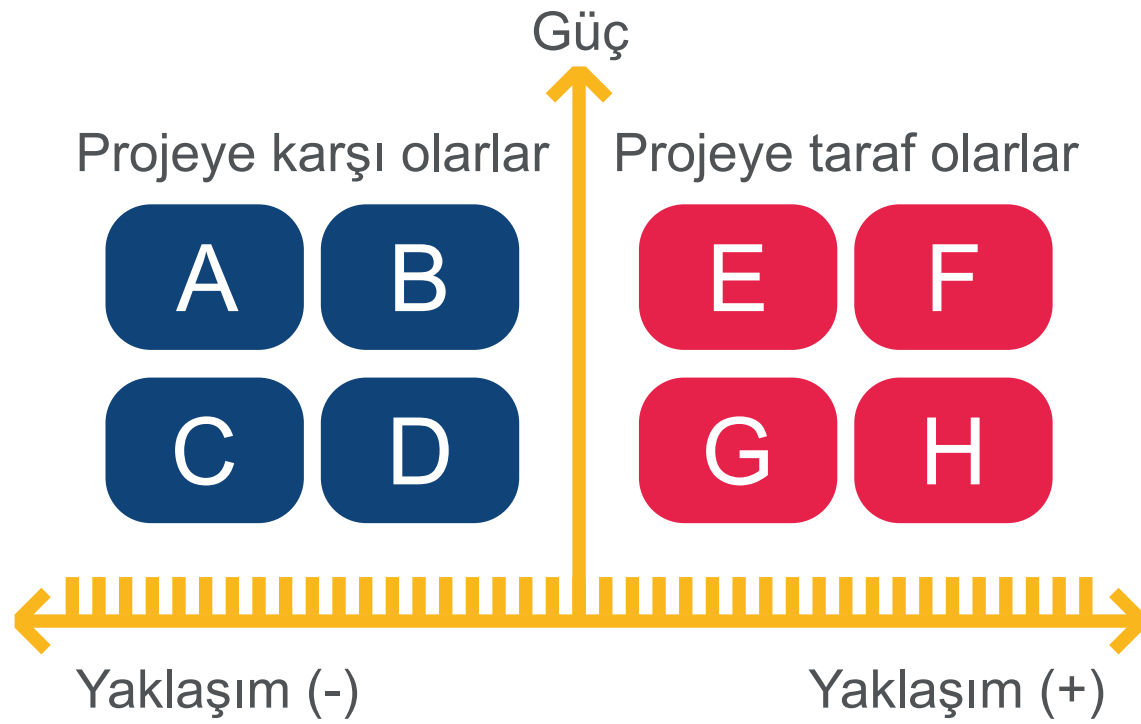 Güç
Projeye karşı olarlar
Projeye taraf olarlar
A B E F
C D G H
Yaklaşım (-)
Yaklaşım (+)